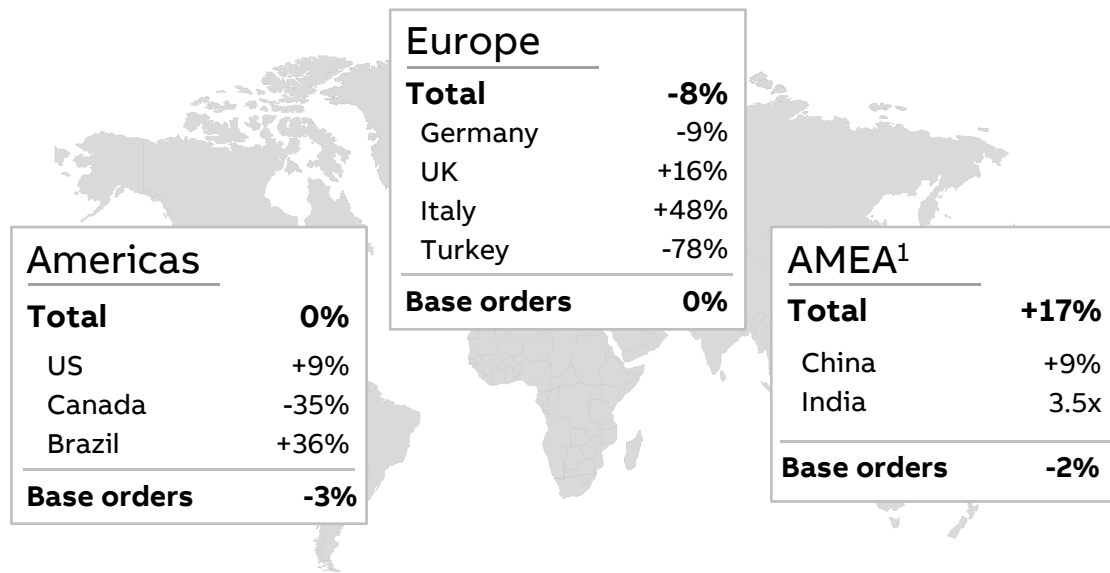 Europe
Total -8%
Germany -9%
UK +16%
Italy +48%
Turkey -78%
Base orders 0%
Americas
Total 0%
US +9%
Canada -35%
Brazil +36%
Base orders -3%
AMEA¹
Total +17%
China +9%
India 3.5x
Base orders -2%